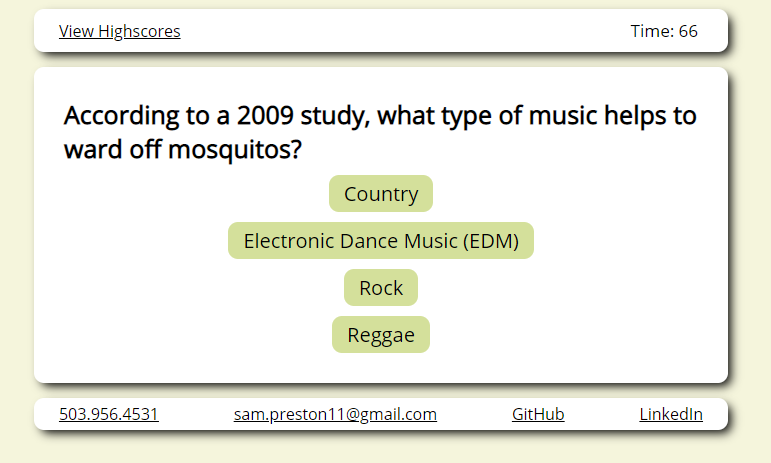 View Highscores Time: 66
According to a 2009 study, what type of music helps to
ward off mosquitos?
Country
Electronic Dance Music (EDM)
Rock
Reggae
503.956.4531 sam.preston11@gmail.com GitHub LinkedIn